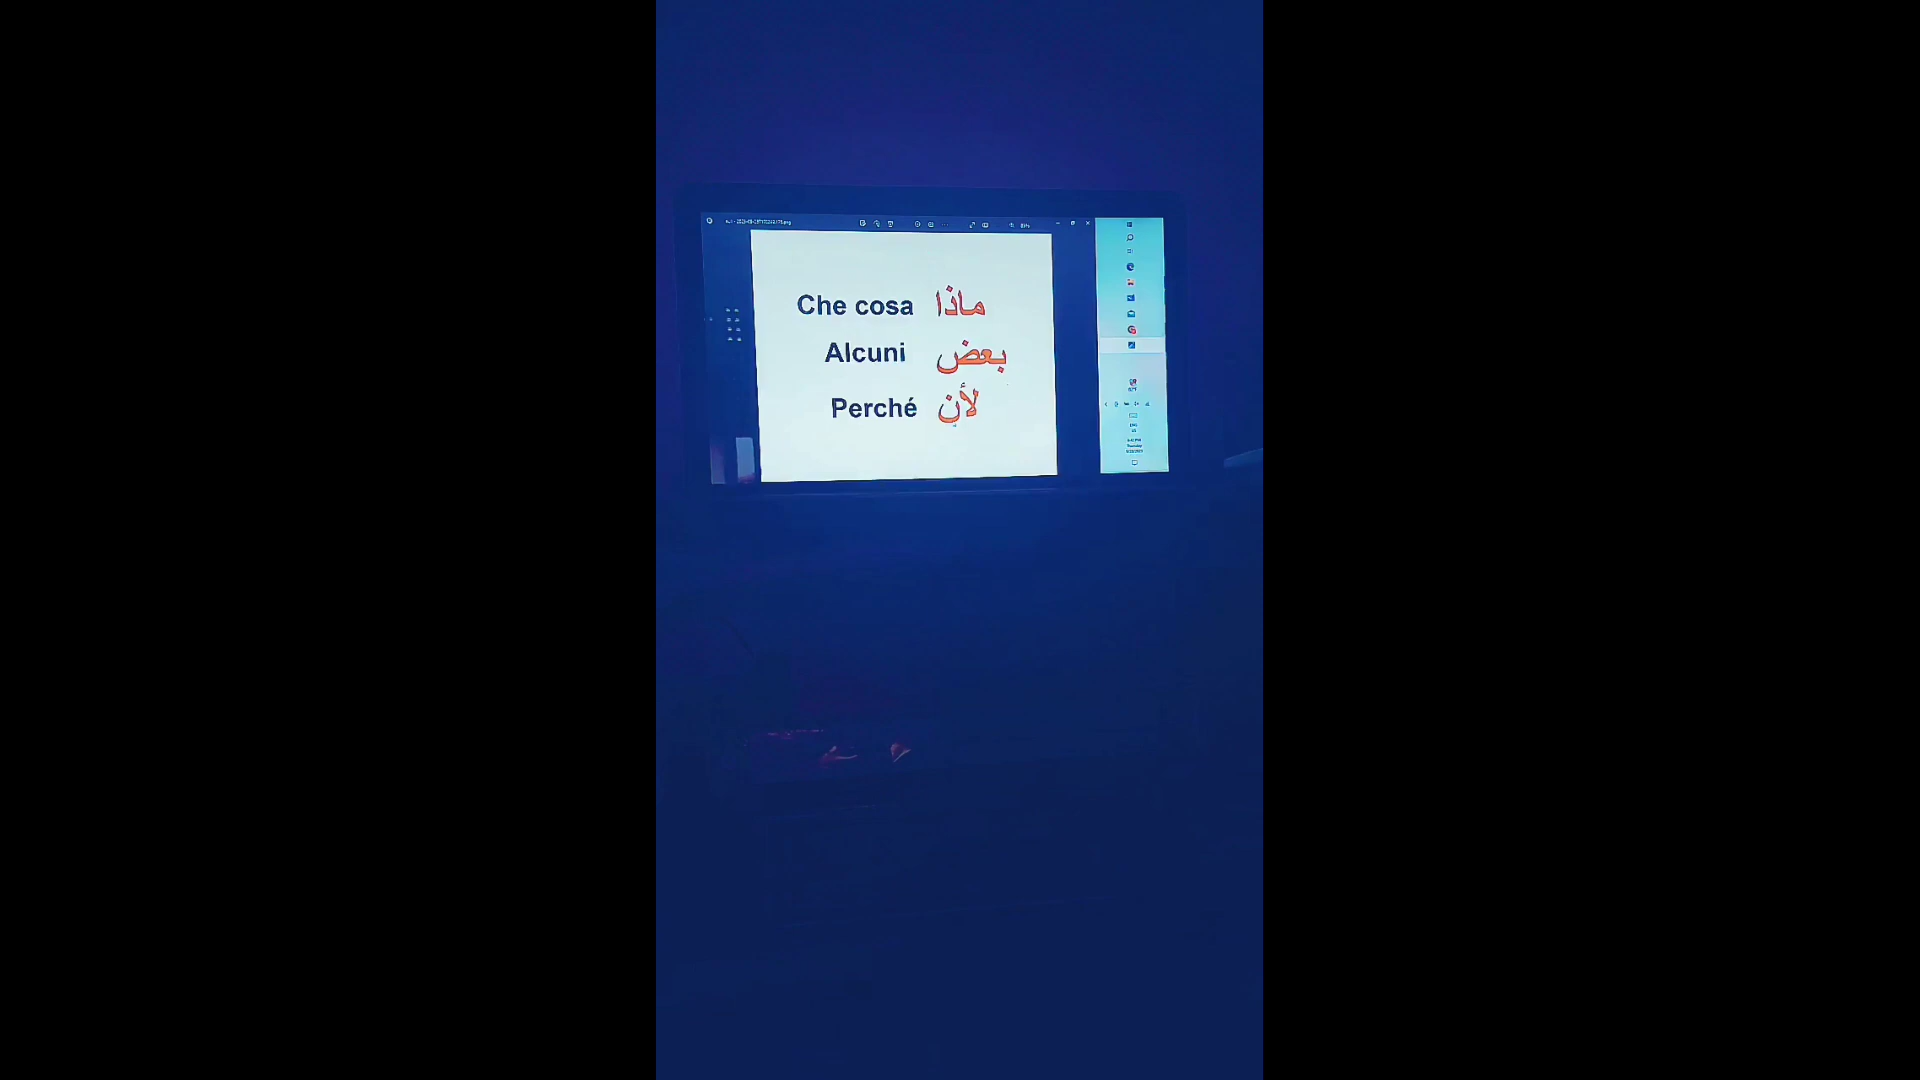 Che cosa ماذا
Alcuni بعض
Perché لأن